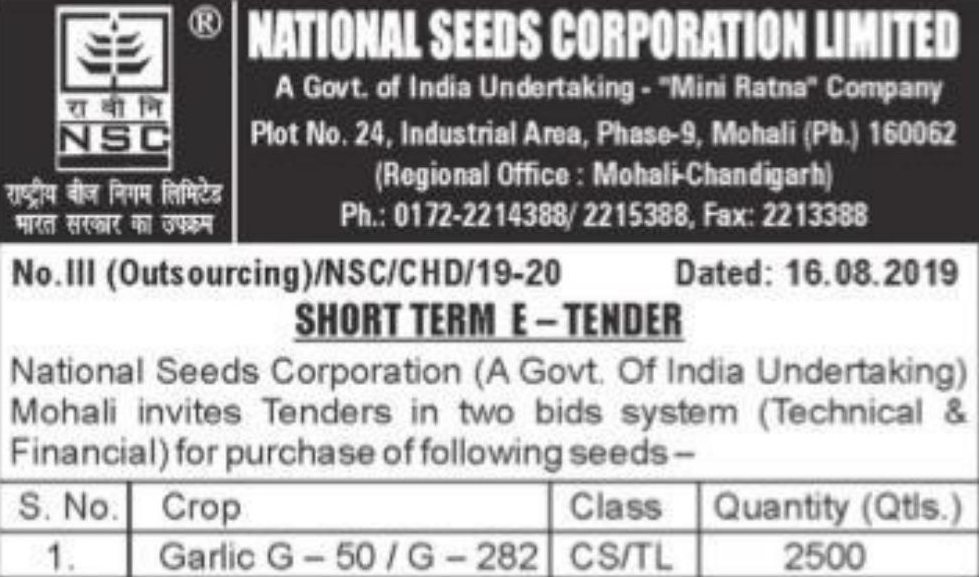 ®
रा बी नि
NSC
राष्ट्रीय बीज निगम लिमिटेड
भारत सरकार का उपक्रम
NATIONAL SEEDS CORPORATION LIMITED
A Govt. of India Undertaking - "Mini Ratna" Company
Plot No. 24, Industrial Area, Phase-9, Mohali (Pb.) 160062
(Regional Office : Mohali-Chandigarh)
Ph.: 0172-2214388/ 2215388, Fax: 2213388
No.III (Outsourcing)/NSC/CHD/19-20 Dated: 16.08.2019
SHORT TERM E – TENDER
National Seeds Corporation (A Govt. Of India Undertaking)
Mohali invites Tenders in two bids system (Technical &
Financial) for purchase of following seeds –
S. No. Crop Class Quantity (Qtls.)
1. Garlic G – 50 / G – 282 CS/TL 2500